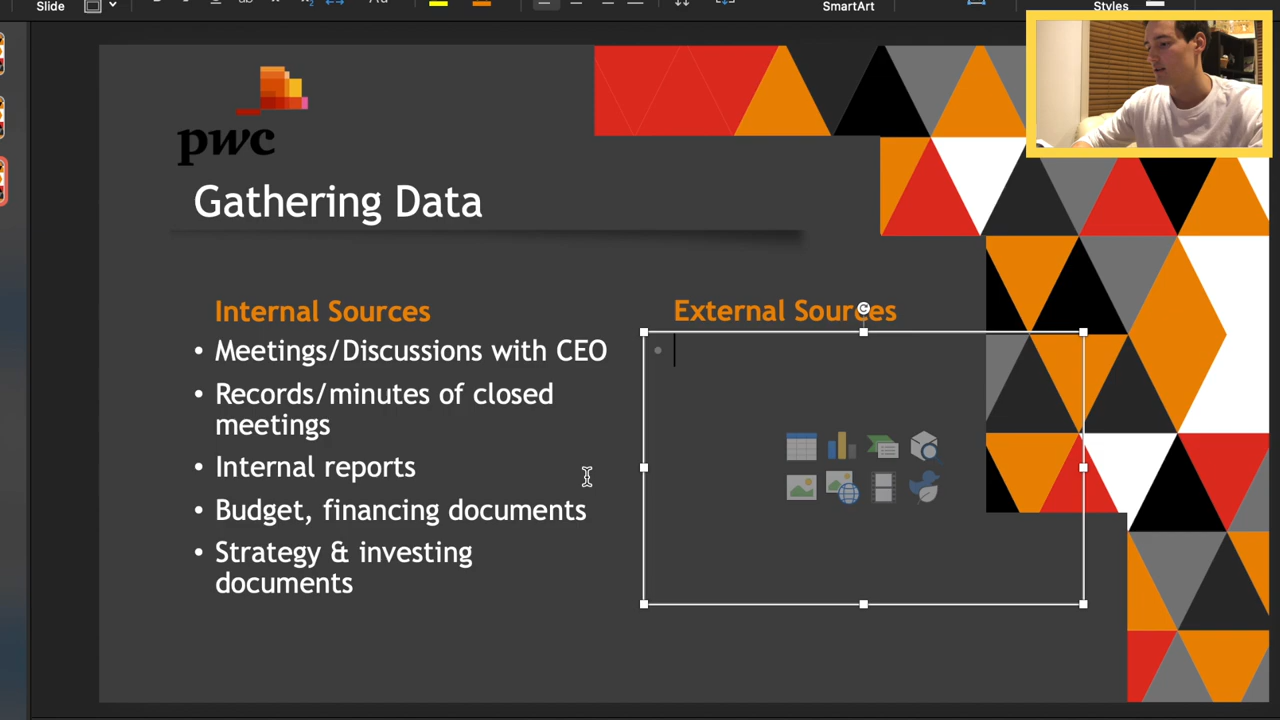 Slide
SmartArt
Styles
pwc
Gathering Data
Internal Sources
• Meetings/Discussions with CEO
• Records/minutes of closed
meetings
• Internal reports
• Budget, financing documents
• Strategy & investing
documents
External Sources